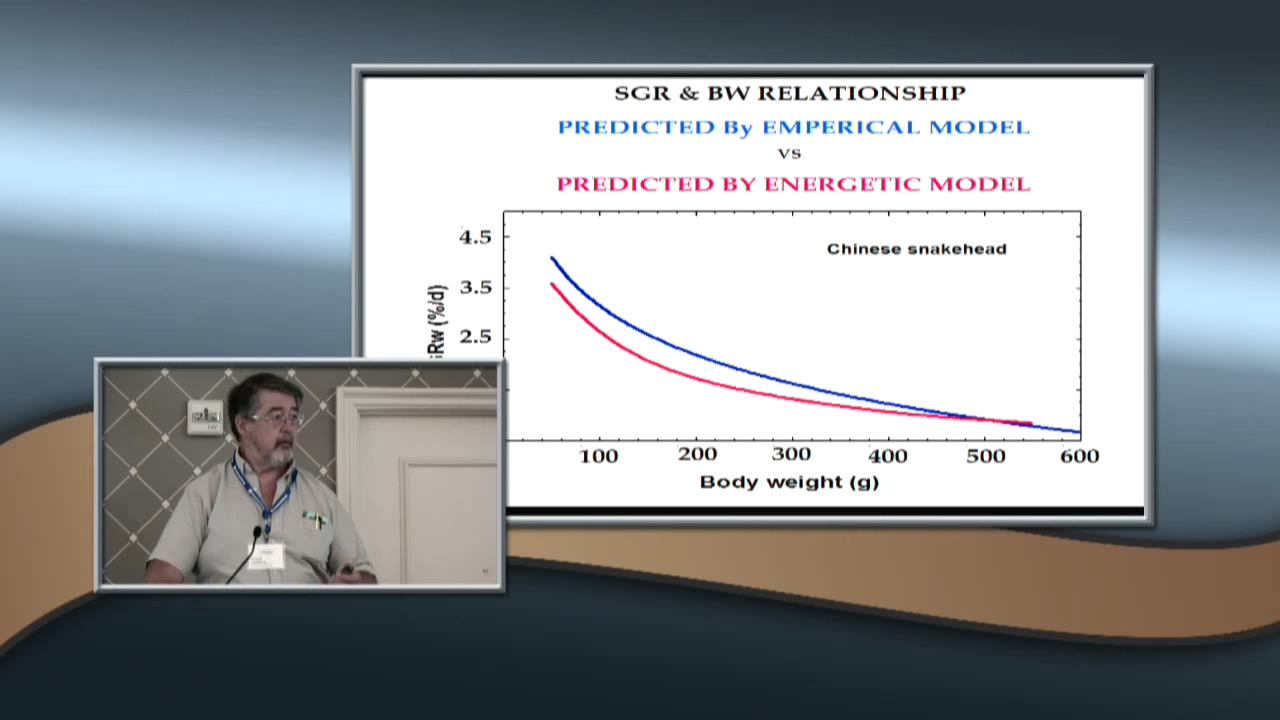 SGR & BW RELATIONSHIP
PREDICTED By EMPERICAL MODEL
VS
PREDICTED BY ENERGETIC MODEL
Chinese snakehead
4.5
3.5
2.5
Rw (%/d)
100 200 300 400 500 600
Body weight (g)